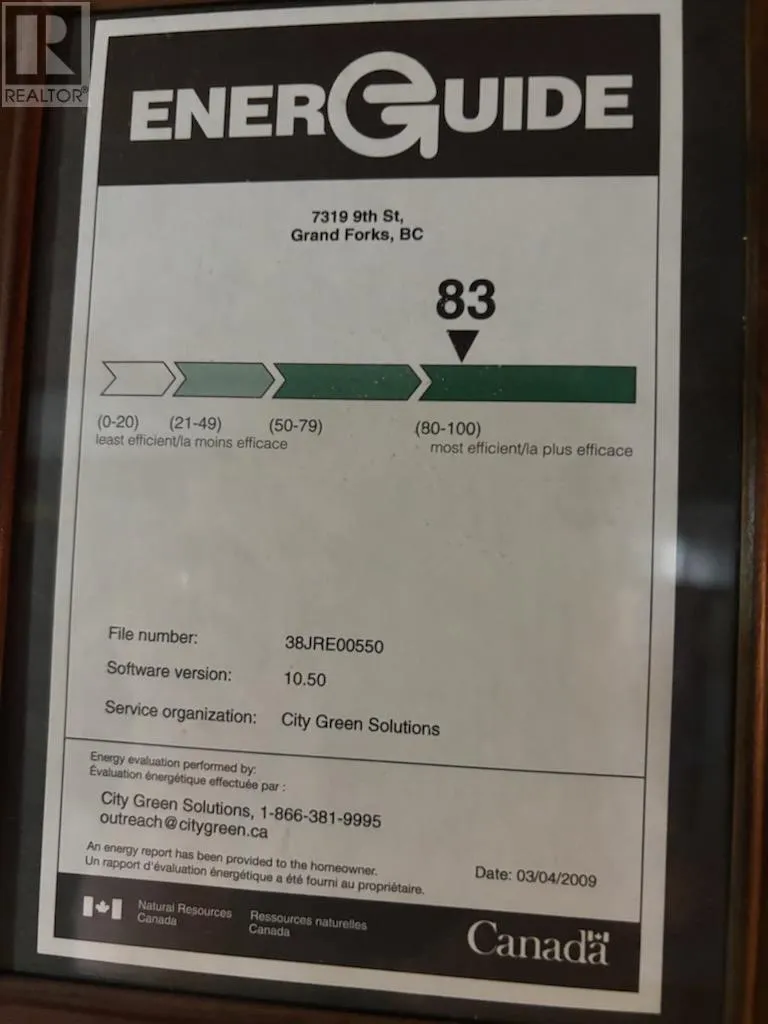 REALTOR®
ENERGUIDE
7319 9th St,
Grand Forks, BC
83
(0-20) (21-49) (50-79) (80-100)
least efficient/la moins efficace most efficient/la plus efficace
File number: 38JRE00550
Software version: 10.50
Service organization: City Green Solutions
Energy evaluation performed by:
Évaluation énergétique effectuée par :
City Green Solutions, 1-866-381-9995
outreach@citygreen.ca
An energy report has been provided to the homeowner.
Un rapport d'évaluation énergétique a été fourni au propriétaire.
Date: 03/04/2009
Natural Resources Ressources naturelles
Canada Canada
Canada